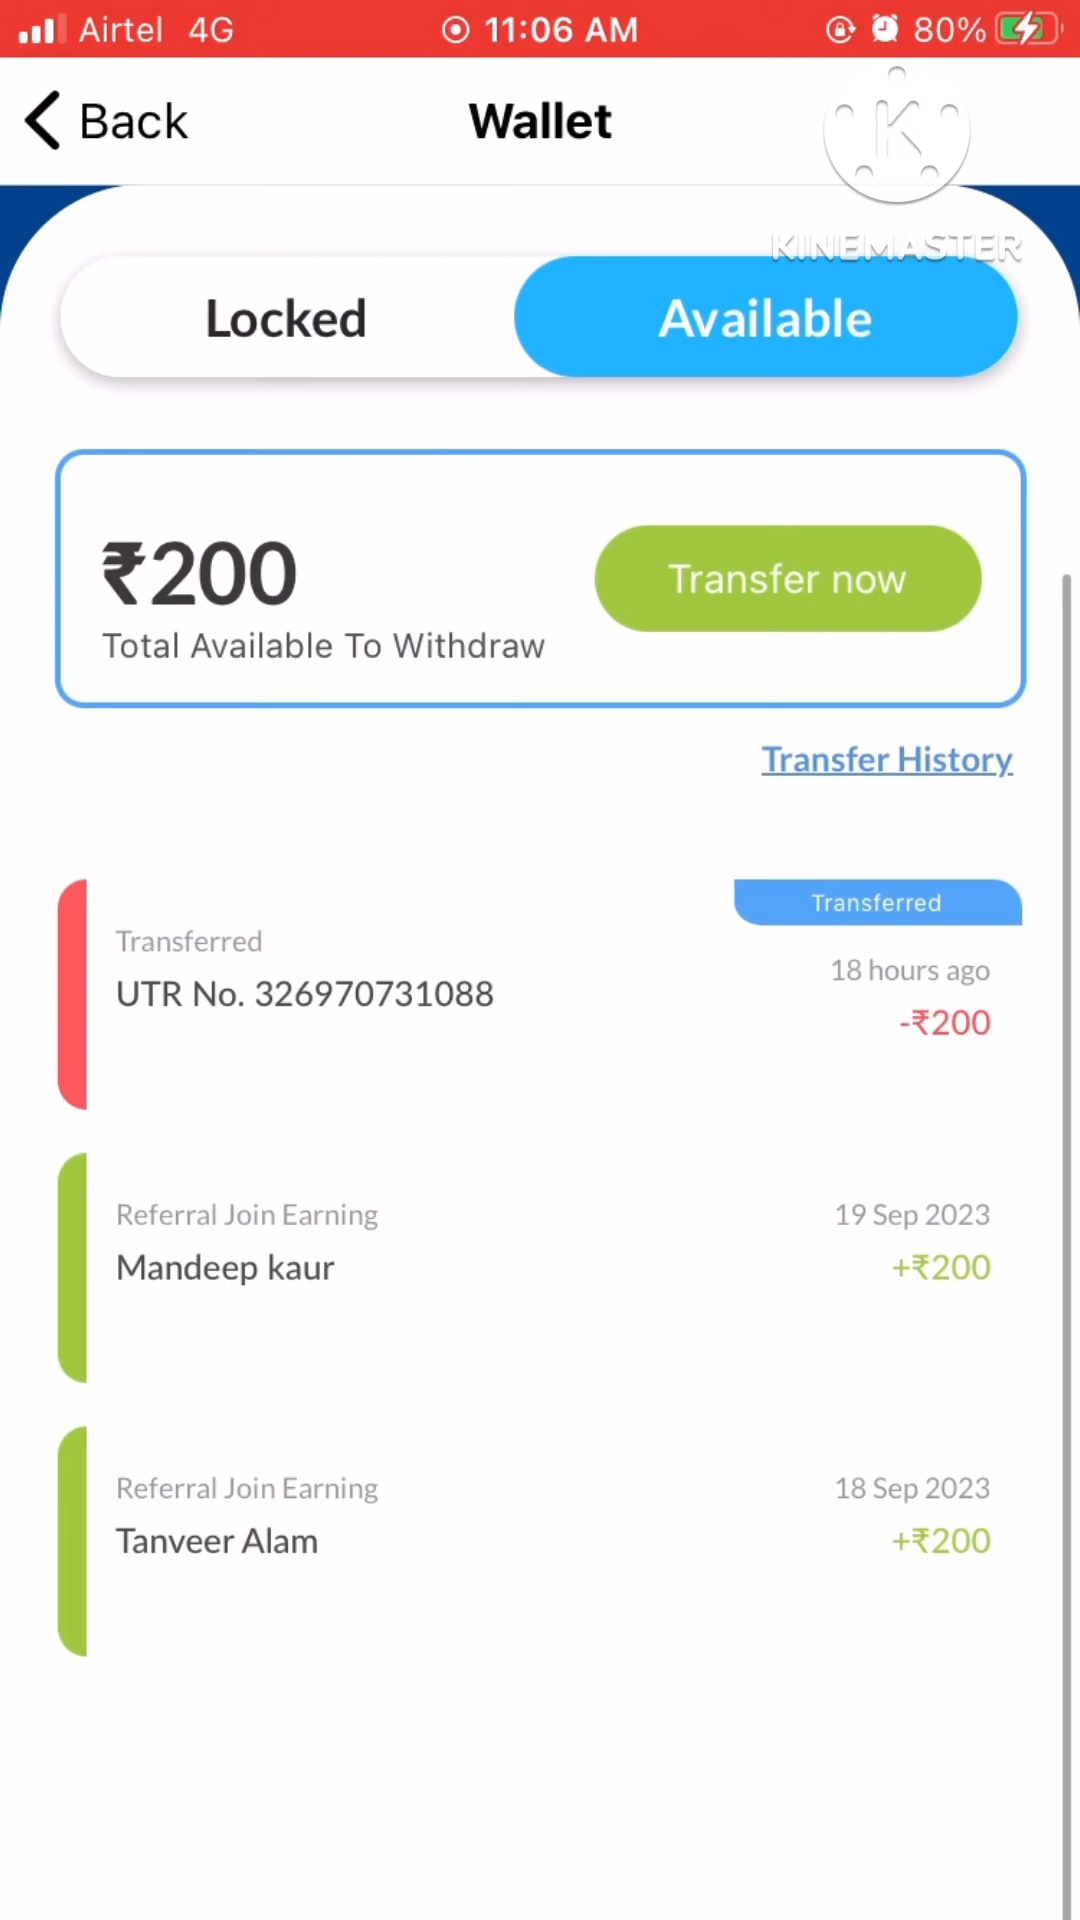 Airtel 4G 11:06 AM 80%
Back Wallet
K
KINEMASTER
Locked Available
₹200 Transfer now
Total Available To Withdraw
Transfer History
Transferred
Transferred
18 hours ago
UTR No. 326970731088
-₹200
Referral Join Earning 19 Sep 2023
Mandeep kaur +₹200
Referral Join Earning 18 Sep 2023
Tanveer Alam +₹200